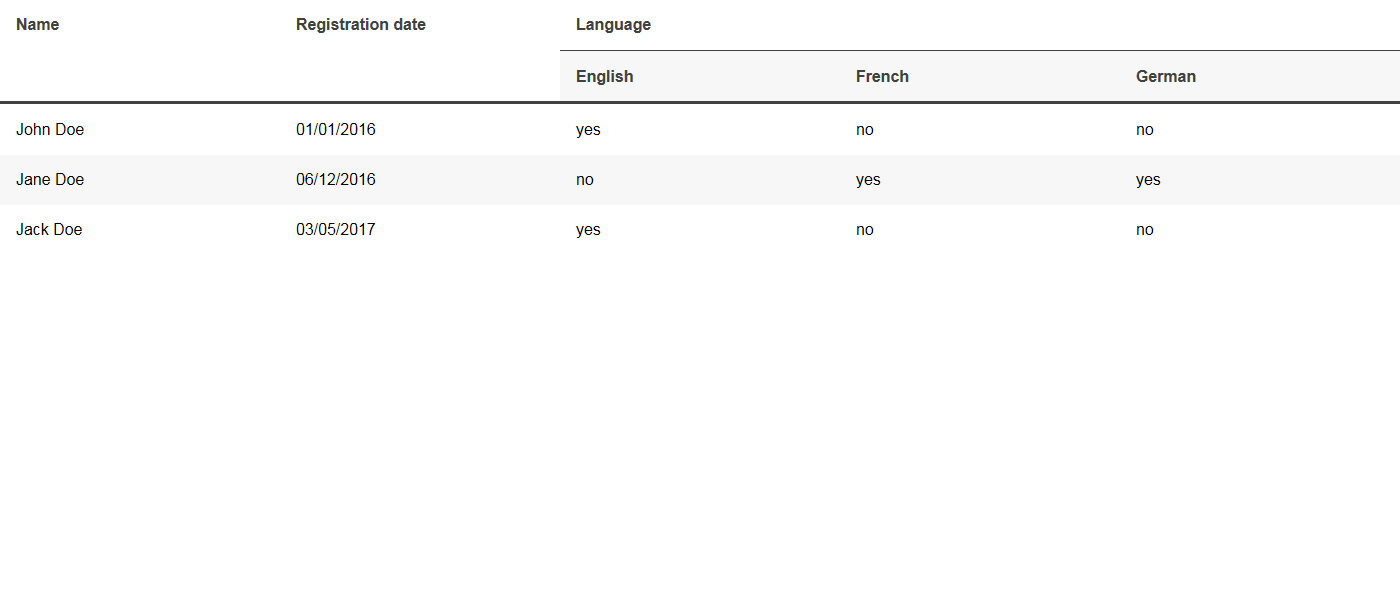 Name Registration date Language
English French German
John Doe 01/01/2016 yes no no
Jane Doe 06/12/2016 no yes yes
Jack Doe 03/05/2017 yes no no